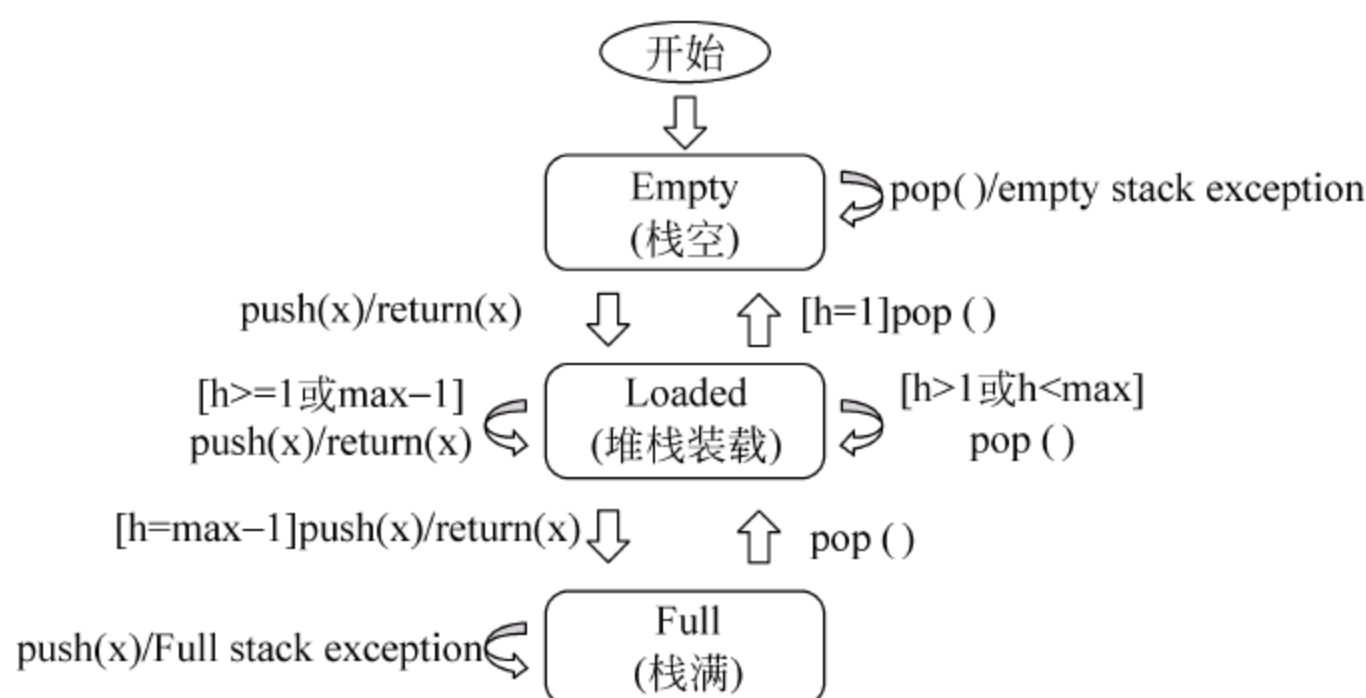 开始
Empty
(栈空)
pop( )/empty stack exception
push(x)/return(x)
[h=1]pop ( )
[h>=1或max−1]
push(x)/return(x)
Loaded
(堆栈装载)
[h>1或h<max]
pop ( )
[h=max−1]push(x)/return(x)
pop ( )
Full
(栈满)
push(x)/Full stack exception